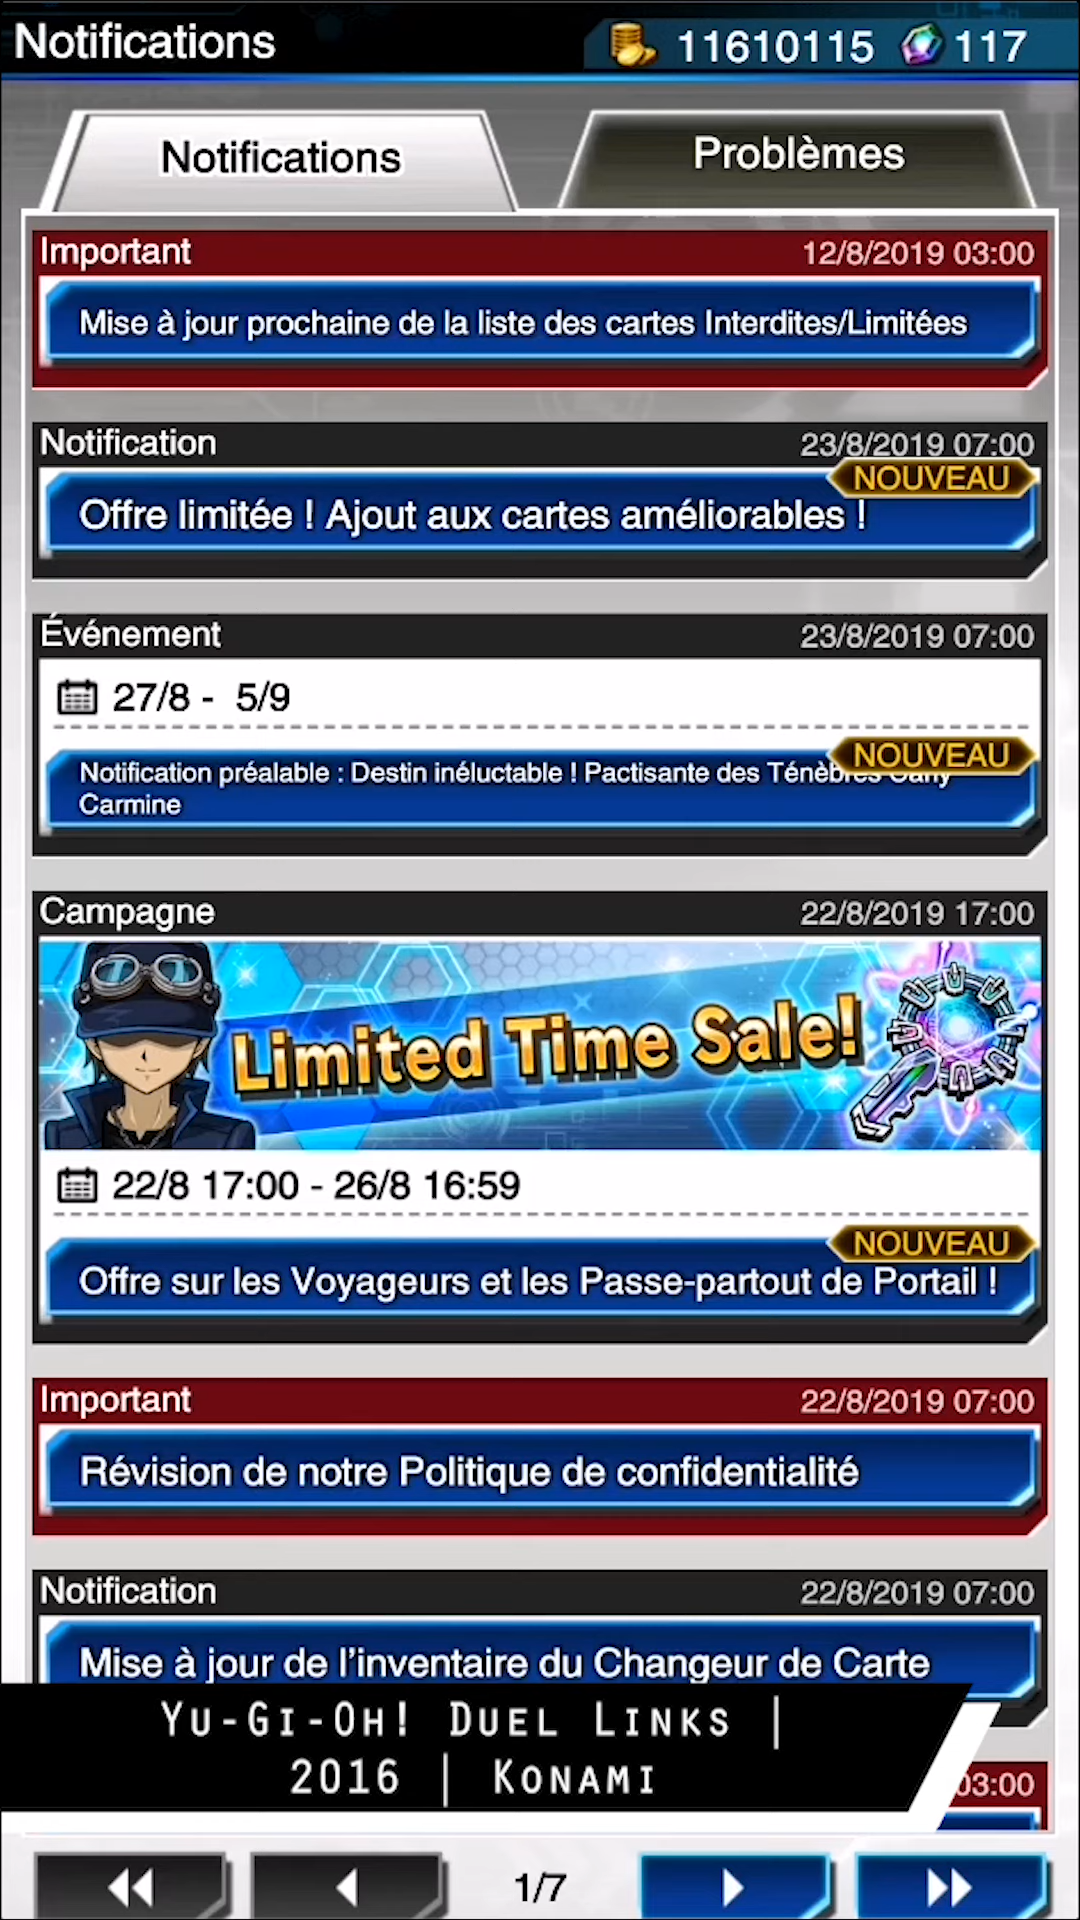 Notifications
11610115
117
Notifications
Problèmes
Important
12/8/2019 03:00
Mise à jour prochaine de la liste des cartes Interdites/Limitées
Notification
23/8/2019 07:00
NOUVEAU
Offre limitée ! Ajout aux cartes améliorables !
Événement
23/8/2019 07:00
27/8 - 5/9
NOUVEAU
Notification préalable : Destin inéluctable ! Pactisante des Ténèbres Carly
Carmine
Campagne
22/8/2019 17:00
Limited Time Sale!
22/8 17:00 - 26/8 16:59
NOUVEAU
Offre sur les Voyageurs et les Passe-partout de Portail !
Important
22/8/2019 07:00
Révision de notre Politique de confidentialité
Notification
22/8/2019 07:00
Mise à jour de l'inventaire du Changeur de Carte
Yu-Gi-Oh! Duel Links |
2016 | Konami
03:00
1/7